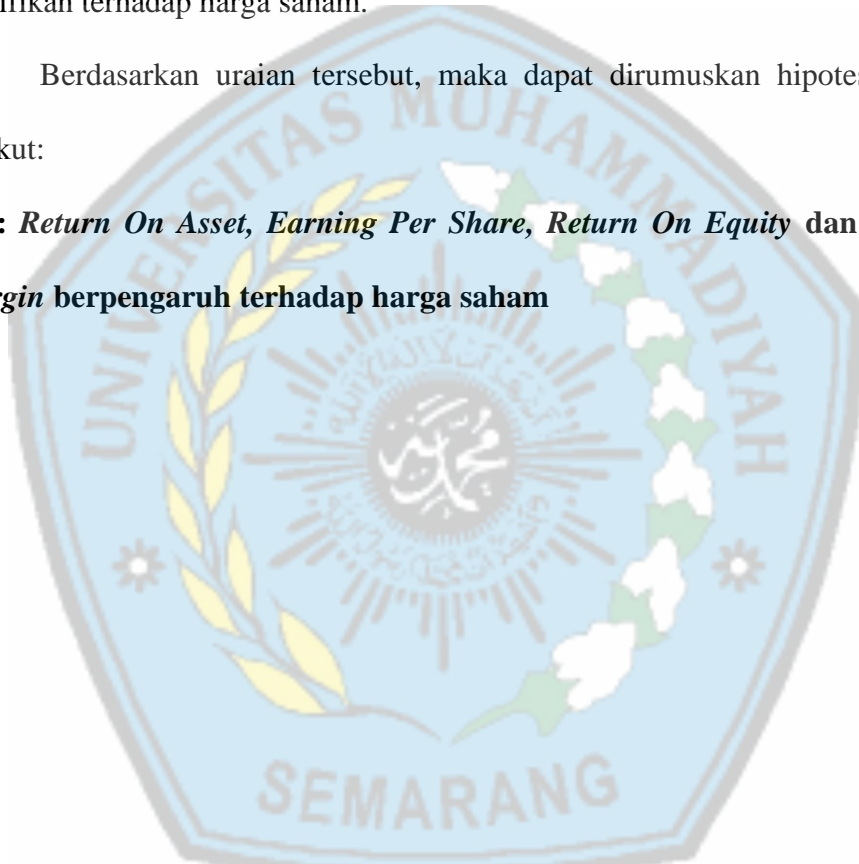 ifikan terhadap harga saham.
Berdasarkan uraian tersebut, maka dapat dirumuskan hipotes
kut:
: Return On Asset, Earning Per Share, Return On Equity dan
rgin berpengaruh terhadap harga saham
UNIVERSITAS MUHAMMADIYAH
SEMARANG